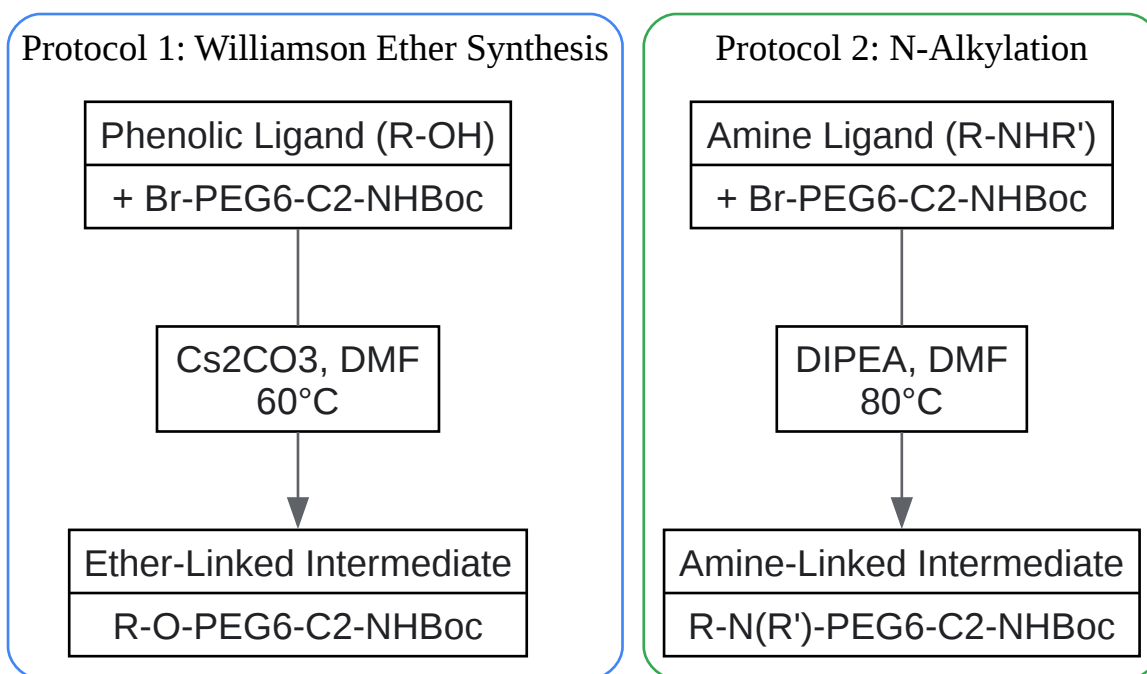 Protocol 1: Williamson Ether Synthesis
Phenolic Ligand (R-OH)
+ Br-PEG6-C2-NHBoc
Cs2CO3, DMF
60°C
Ether-Linked Intermediate
R-O-PEG6-C2-NHBoc
Protocol 2: N-Alkylation
Amine Ligand (R-NHR')
+ Br-PEG6-C2-NHBoc
DIPEA, DMF
80°C
Amine-Linked Intermediate
R-N(R')-PEG6-C2-NHBoc